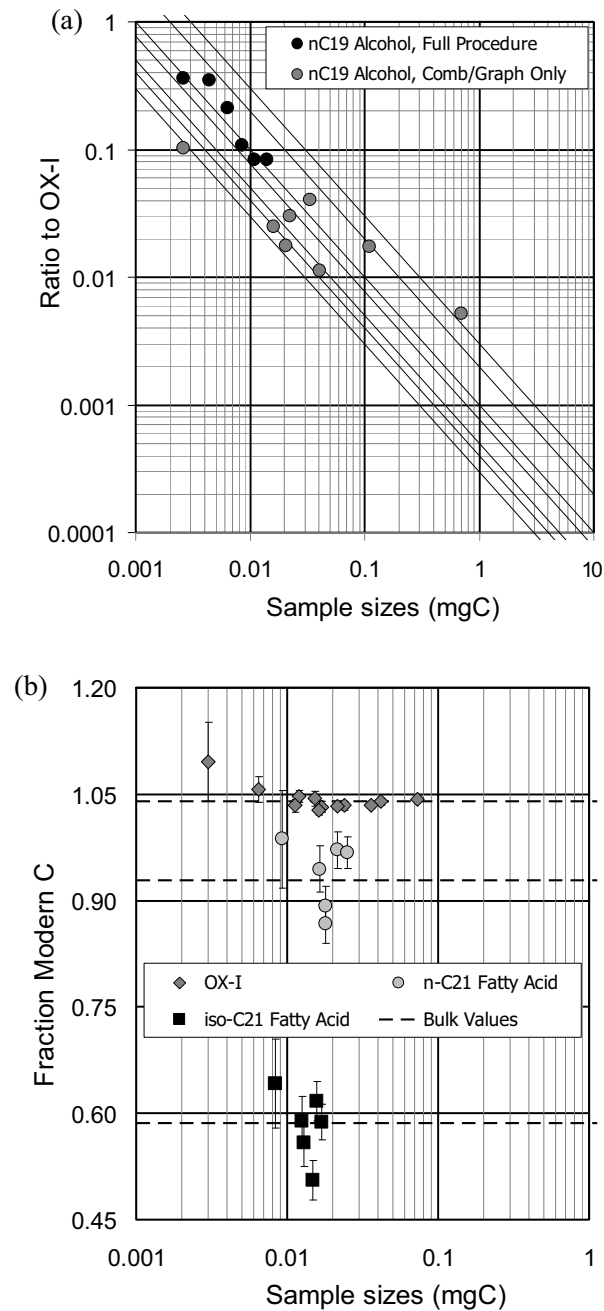 (a)
1
0.1
0.01
0.001
0.0001
Ratio to OX-I
nC19 Alcohol, Full Procedure
nC19 Alcohol, Comb/Graph Only
0.001 0.01 0.1 1 10
Sample sizes (mgC)
(b)
1.20
1.05
0.90
0.75
0.60
0.45
Fraction Modern C
OX-I n-C21 Fatty Acid
iso-C21 Fatty Acid Bulk Values
0.001 0.01 0.1 1
Sample sizes (mgC)